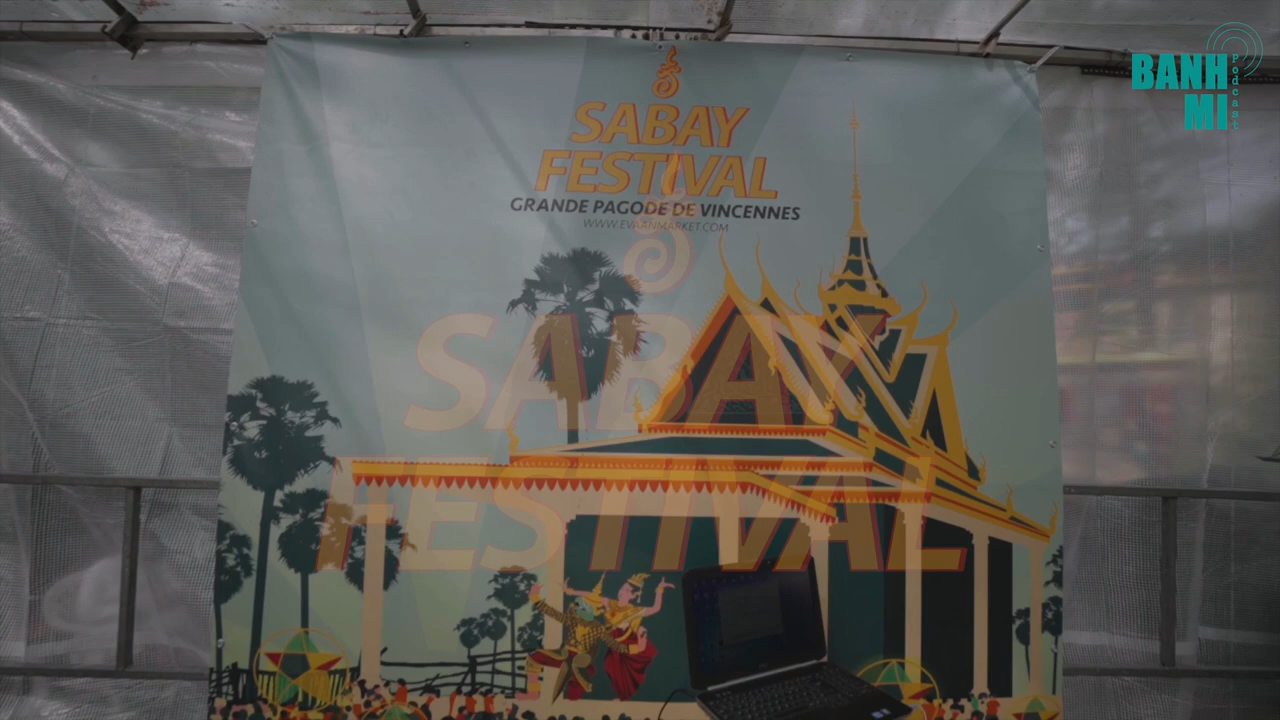 SABAY
FESTIVAL
GRANDE PAGODE DE VINCENNES
WWW.EVAANMARKET.COM
SABAY
FESTIVAL
BANH
MI
Podcast